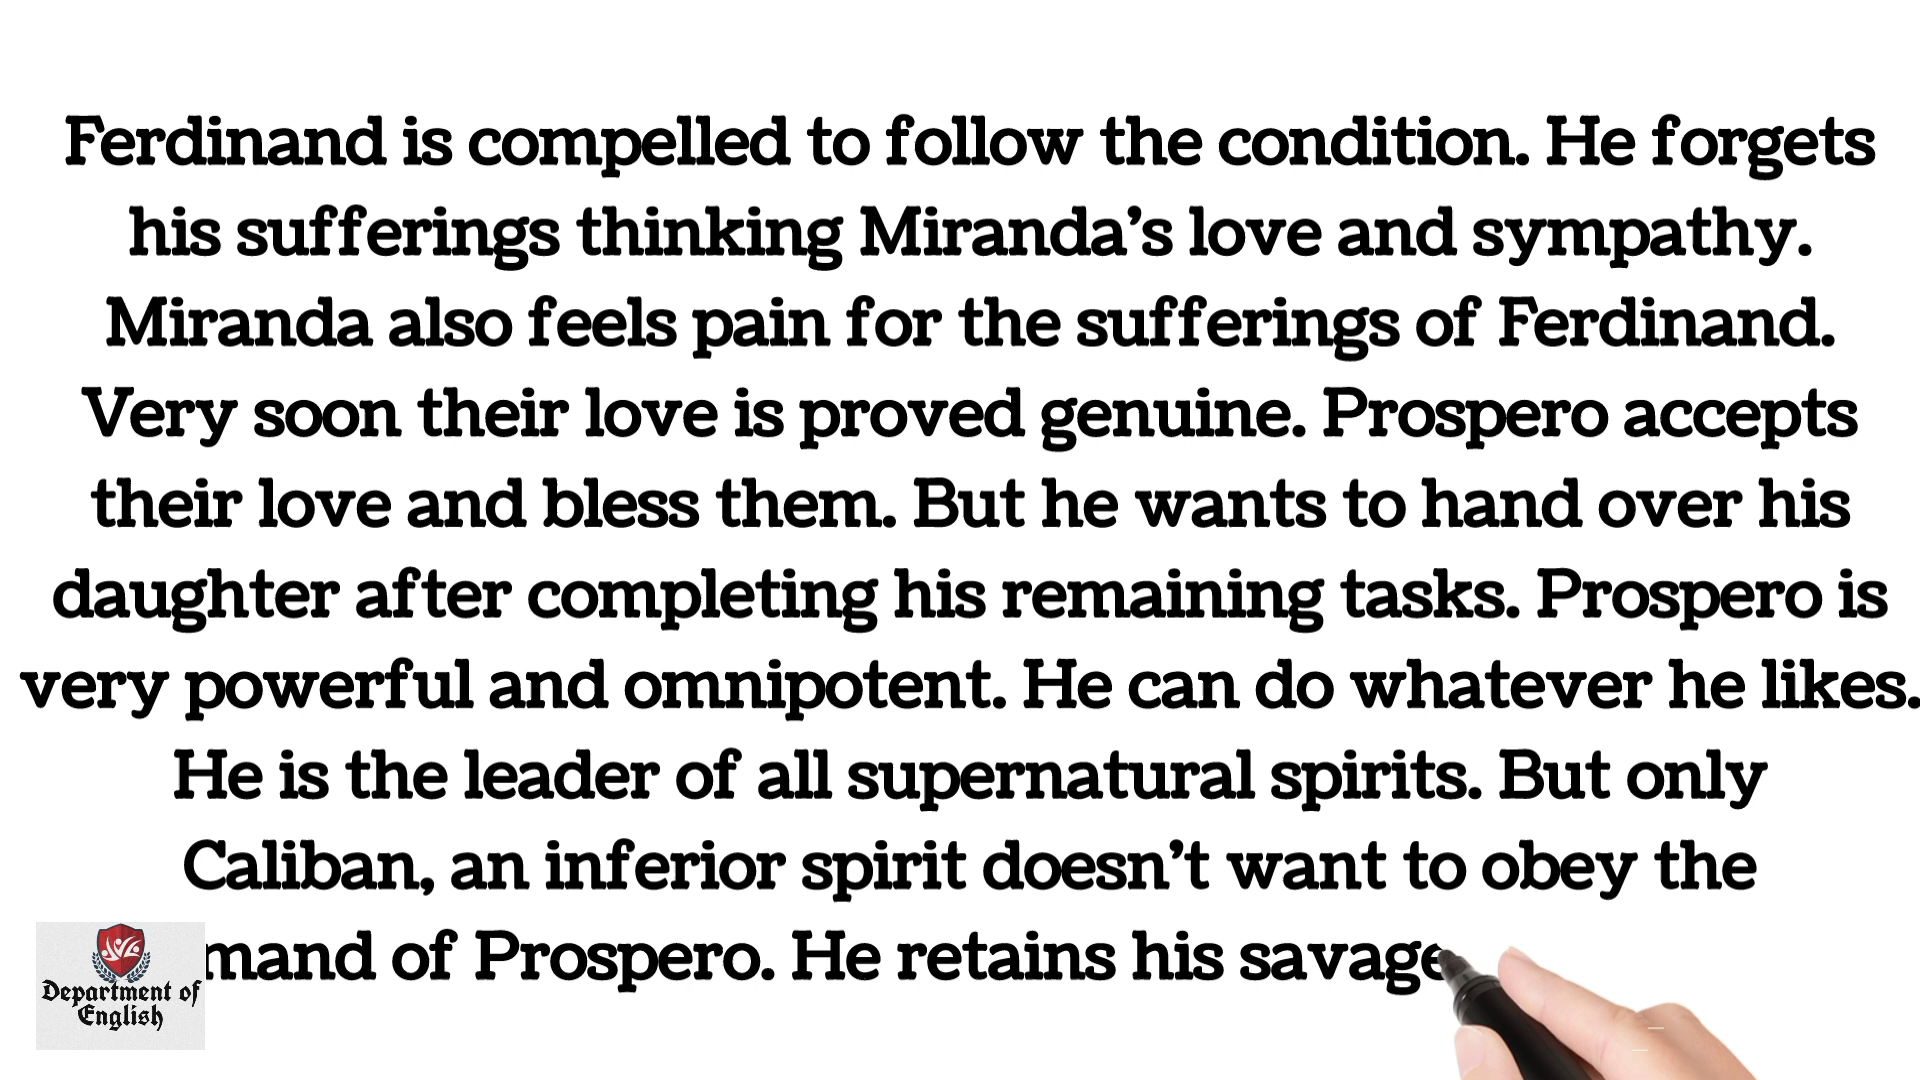 Ferdinand is compelled to follow the condition. He forgets
his sufferings thinking Miranda’s love and sympathy.
Miranda also feels pain for the sufferings of Ferdinand.
Very soon their love is proved genuine. Prospero accepts
their love and bless them. But he wants to hand over his
daughter after completing his remaining tasks. Prospero is
very powerful and omnipotent. He can do whatever he likes.
He is the leader of all supernatural spirits. But only
Caliban, an inferior spirit doesn’t want to obey the
mand of Prospero. He retains his savage
Department of
English